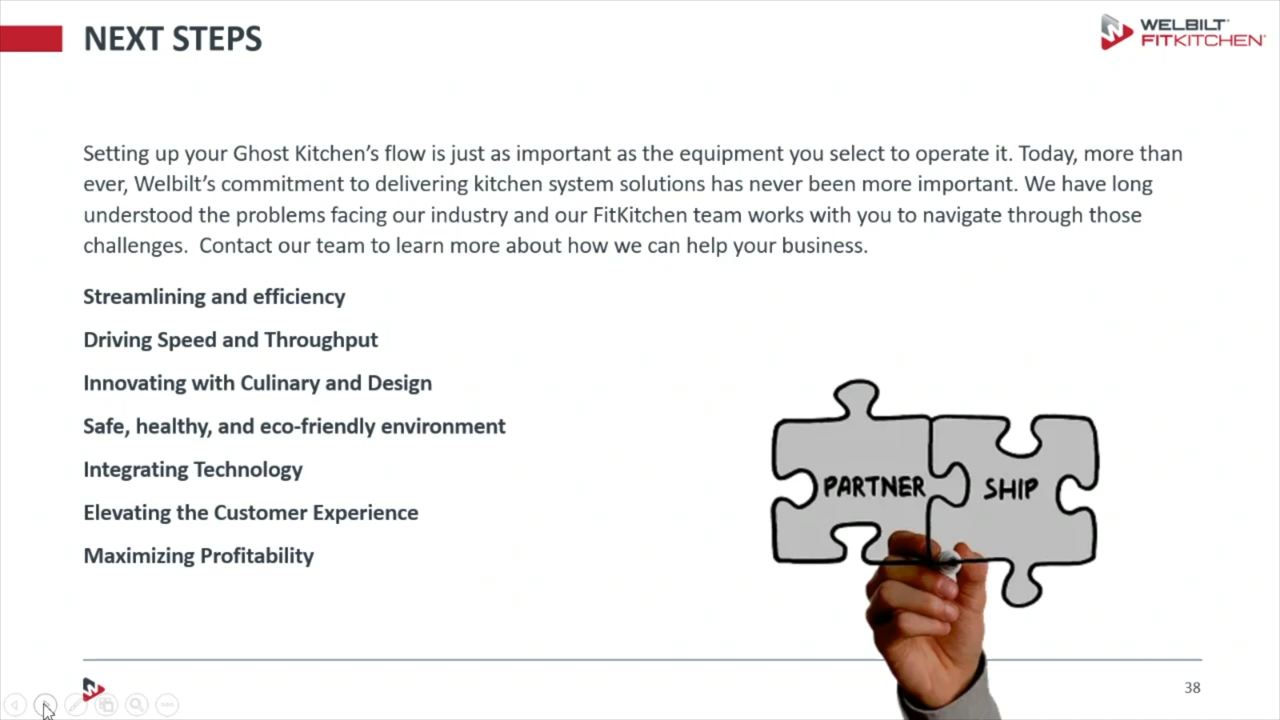 NEXT STEPS
WELBILT
FITKITCHEN
Setting up your Ghost Kitchen’s flow is just as important as the equipment you select to operate it. Today, more than
ever, Welbilt’s commitment to delivering kitchen system solutions has never been more important. We have long
understood the problems facing our industry and our FitKitchen team works with you to navigate through those
challenges.  Contact our team to learn more about how we can help your business.
Streamlining and efficiency
Driving Speed and Throughput
Innovating with Culinary and Design
Safe, healthy, and eco-friendly environment
Integrating Technology
Elevating the Customer Experience
Maximizing Profitability
PARTNER SHIP
38